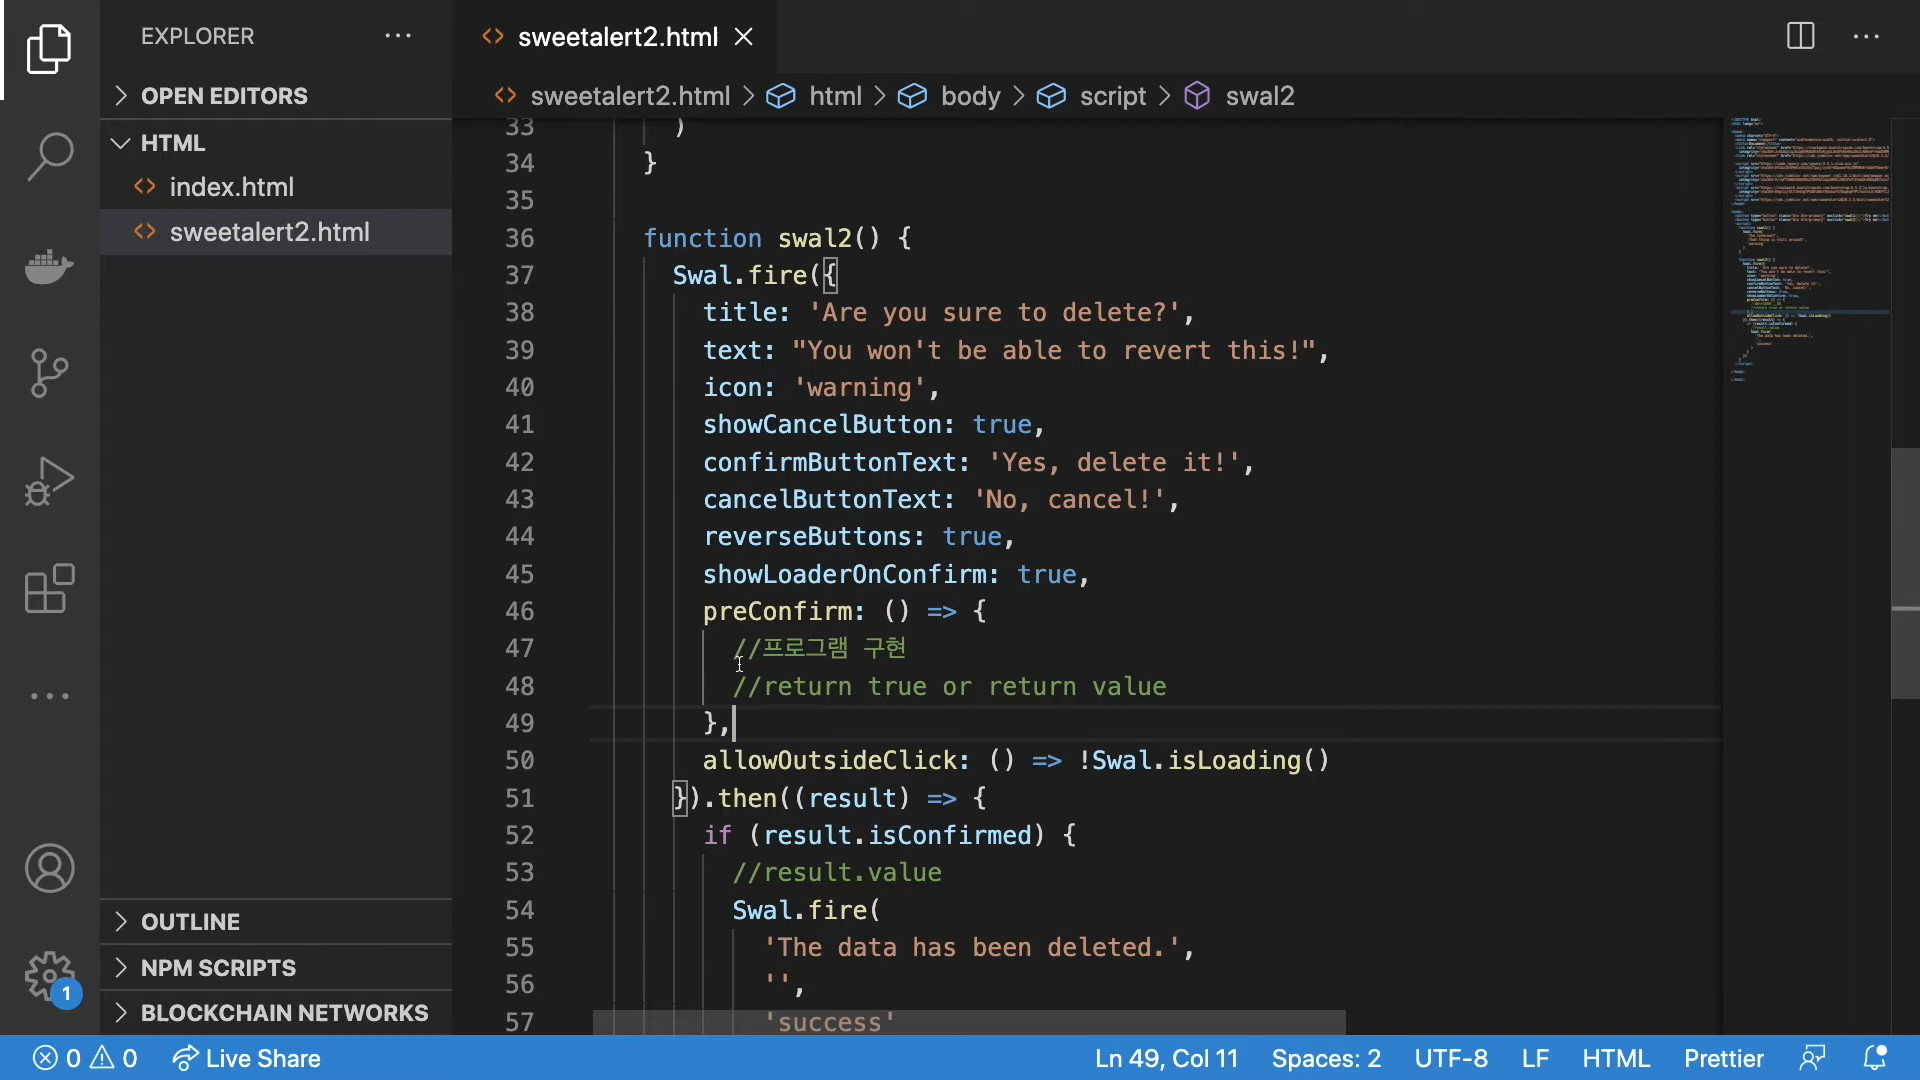 EXPLORER
sweetalert2.html
OPEN EDITORS
sweetalert2.html > html > body > script > swal2
HTML
index.html
sweetalert2.html
33 )
34 }
35
36 function swal2() {
37 Swal.fire({
38 title: 'Are you sure to delete?',
39 text: "You won't be able to revert this!",
40 icon: 'warning',
41 showCancelButton: true,
42 confirmButtonText: 'Yes, delete it!',
43 cancelButtonText: 'No, cancel!',
44 reverseButtons: true,
45 showLoaderOnConfirm: true,
46 preConfirm: () => {
47 //프로그램 구현
48 //return true or return value
49 },
50 allowOutsideClick: () => !Swal.isLoading()
51 }).then((result) => {
52 if (result.isConfirmed) {
53 //result.value
54 Swal.fire(
55 'The data has been deleted.',
56 '',
57 'success'
OUTLINE
NPM SCRIPTS
BLOCKCHAIN NETWORKS
1
0 0 Live Share
Ln 49, Col 11 Spaces: 2 UTF-8 LF HTML Prettier